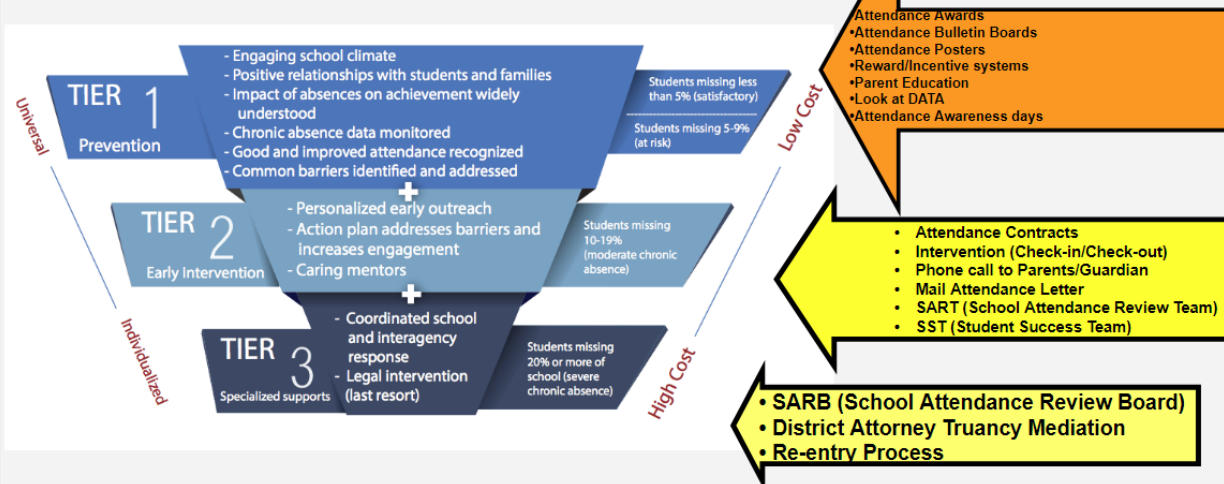 Universal
Individualized
TIER 1
Prevention
- Engaging school climate
- Positive relationships with students and families
- Impact of absences on achievement widely
understood
- Chronic absence data monitored
- Good and improved attendance recognized
- Common barriers identified and addressed
Students missing less
than 5% (satisfactory)
Students missing 5-9%
(at risk)
+
TIER 2
Early Intervention
- Personalized early outreach
- Action plan addresses barriers and
increases engagement
- Caring mentors
Students missing
10-19%
(moderate chronic
absence)
+
TIER 3
Specialized supports
- Coordinated school
and interagency
response
- Legal intervention
(last resort)
Students missing
20% or more of
school (severe
chronic absence)
Low Cost
High Cost
Attendance Awards
•Attendance Bulletin Boards
•Attendance Posters
•Reward/Incentive systems
•Parent Education
•Look at DATA
•Attendance Awareness days
• Attendance Contracts
• Intervention (Check-in/Check-out)
• Phone call to Parents/Guardian
• Mail Attendance Letter
• SART (School Attendance Review Team)
• SST (Student Success Team)
• SARB (School Attendance Review Board)
• District Attorney Truancy Mediation
• Re-entry Process